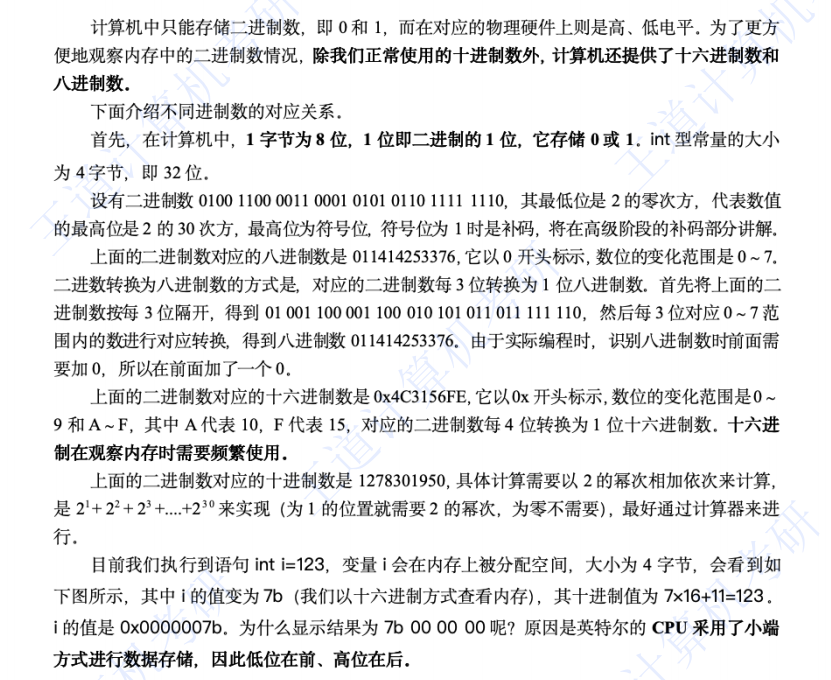 计算机中只能存储二进制数，即 0 和 1，而在对应的物理硬件上则是高、低电平。为了更方
便地观察内存中的二进制数情况，除我们正常使用的十进制数外，计算机还提供了十六进制数和
八进制数。
下面介绍不同进制数的对应关系。
首先，在计算机中，1 字节为 8 位，1 位即二进制的 1 位，它存储 0 或 1。int 型常量的大小
为 4 字节，即 32 位。
设有二进制数 0100 1100 0011 0001 0101 0110 1111 1110，其最低位是 2 的零次方，代表数值
的最高位是 2 的 30 次方，最高位为符号位，符号位为 1 时是补码，将在高级阶段的补码部分讲解。
上面的二进制数对应的八进制数是 011414253376，它以 0 开头标示，数位的变化范围是 0～7。
二进数转换为八进制数的方式是，对应的二进制数每 3 位转换为 1 位八进制数。首先将上面的二
进制数按每 3 位隔开，得到 01 001 100 001 100 010 101 011 011 111 110，然后每 3 位对应 0～7 范
围内的数进行对应转换，得到八进制数 011414253376。由于实际编程时，识别八进制数时前面需
要加 0，所以在前面加了一个 0。
上面的二进制数对应的十六进制数是 0x4C3156FE，它以 0x 开头标示，数位的变化范围是 0～
9 和 A～F，其中 A 代表 10，F 代表 15，对应的二进制数每 4 位转换为 1 位十六进制数。十六进
制在观察内存时需要频繁使用。
上面的二进制数对应的十进制数是 1278301950，具体计算需要以 2 的幂次相加依次来计算，
是 2¹+ 2² + 2³ +....+2³⁰ 来实现（为 1 的位置就需要 2 的幂次，为零不需要），最好通过计算器来进
行。
目前我们执行到语句 int i=123，变量 i 会在内存上被分配空间，大小为 4 字节，会看到如
下图所示，其中 i 的值变为 7b（我们以十六进制方式查看内存），其十进制值为 7×16+11=123。
i 的值是 0x0000007b。为什么显示结果为 7b 00 00 00 呢？原因是英特尔的 CPU 采用了小端
方式进行数据存储，因此低位在前、高位在后。
王道计算机考研